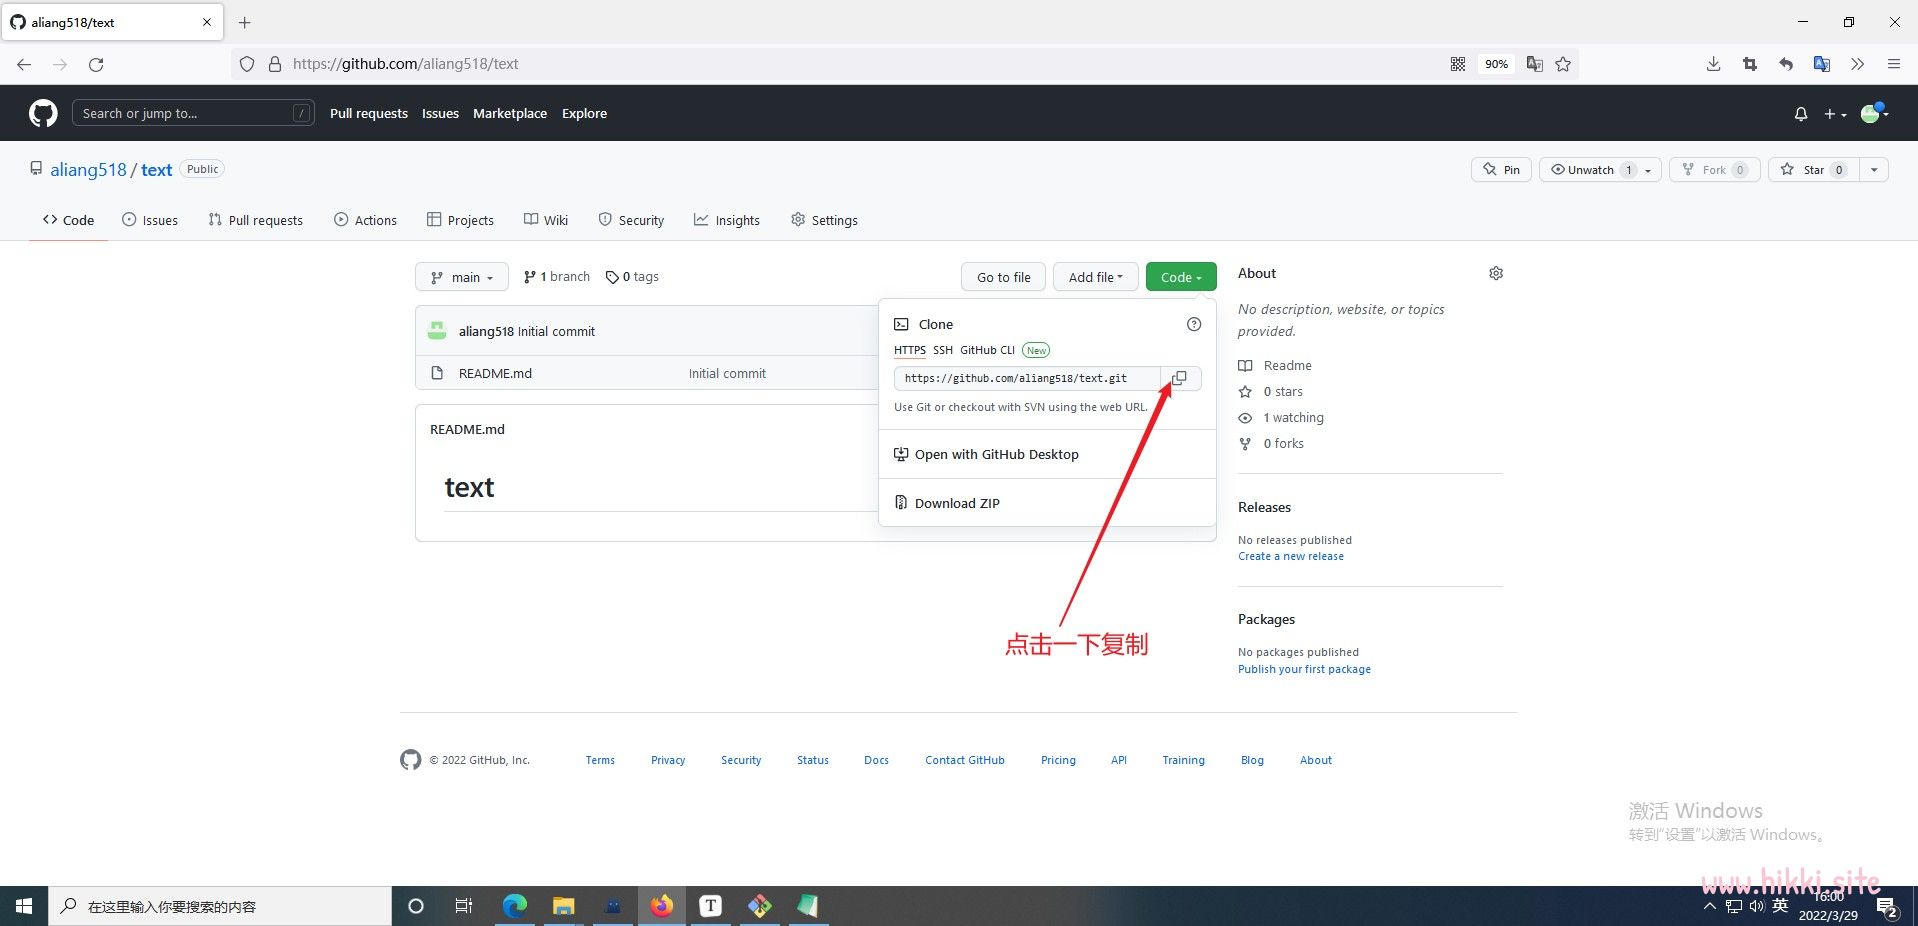 aliang518/text
https://github.com/aliang518/text
90%
Search or jump to...
/
Pull requests
Issues
Marketplace
Explore
aliang518 / text
Public
Pin
Unwatch 1
Fork 0
Star 0
Code
Issues
Pull requests
Actions
Projects
Wiki
Security
Insights
Settings
main
1 branch
0 tags
Go to file
Add file
Code
aliang518 Initial commit
README.md
Initial commit
README.md
text
Clone
HTTPS
SSH
GitHub CLI
New
https://github.com/aliang518/text.git
Use Git or checkout with SVN using the web URL.
Open with GitHub Desktop
Download ZIP
点击一下复制
About
No description, website, or topics
provided.
Readme
0 stars
1 watching
0 forks
Releases
No releases published
Create a new release
Packages
No packages published
Publish your first package
© 2022 GitHub, Inc.
Terms
Privacy
Security
Status
Docs
Contact GitHub
Pricing
API
Training
Blog
About
激活 Windows
转到“设置”以激活 Windows。
www.hikki.site
在这里输入你要搜索的内容
T
英
16:00
2022/3/29
2